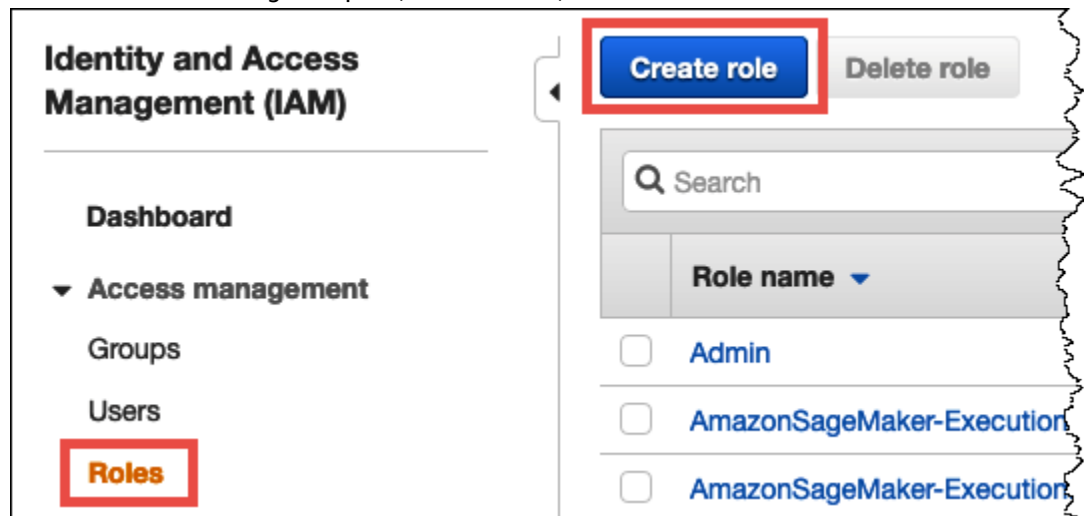 Identity and Access
Management (IAM)
Dashboard
Access management
Groups
Users
Roles
Create role
Delete role
Search
Role name
Admin
AmazonSageMaker-Execution
AmazonSageMaker-Execution